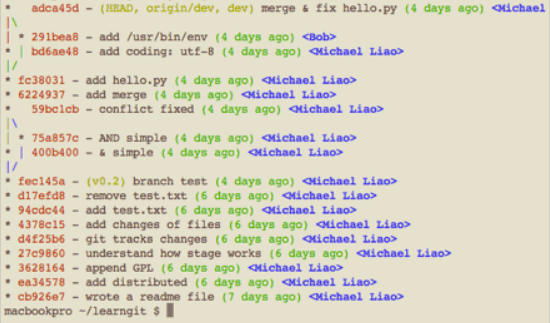 *   adca45d - (HEAD, origin/dev, dev) merge & fix hello.py (4 days ago) <Michael
|\
| * 291bea8 - add /usr/bin/env (4 days ago) <Bob>
* | bd6ae48 - add coding: utf-8 (4 days ago) <Michael Liao>
|/
* fc38031 - add hello.py (4 days ago) <Michael Liao>
* 6224937 - add merge (4 days ago) <Michael Liao>
*   59bc1cb - conflict fixed (4 days ago) <Michael Liao>
|\
| * 75a857c - AND simple (4 days ago) <Michael Liao>
* | 400b400 - & simple (4 days ago) <Michael Liao>
|/
* fec145a - (v0.2) branch test (4 days ago) <Michael Liao>
* d17efd8 - remove test.txt (6 days ago) <Michael Liao>
* 94cdc44 - add test.txt (6 days ago) <Michael Liao>
* 4378c15 - add changes of files (6 days ago) <Michael Liao>
* d4f25b6 - git tracks changes (6 days ago) <Michael Liao>
* 27c9860 - understand how stage works (6 days ago) <Michael Liao>
* 3628164 - append GPL (6 days ago) <Michael Liao>
* ea34578 - add distributed (6 days ago) <Michael Liao>
* cb926e7 - wrote a readme file (7 days ago) <Michael Liao>
macbookpro ~/learngit $